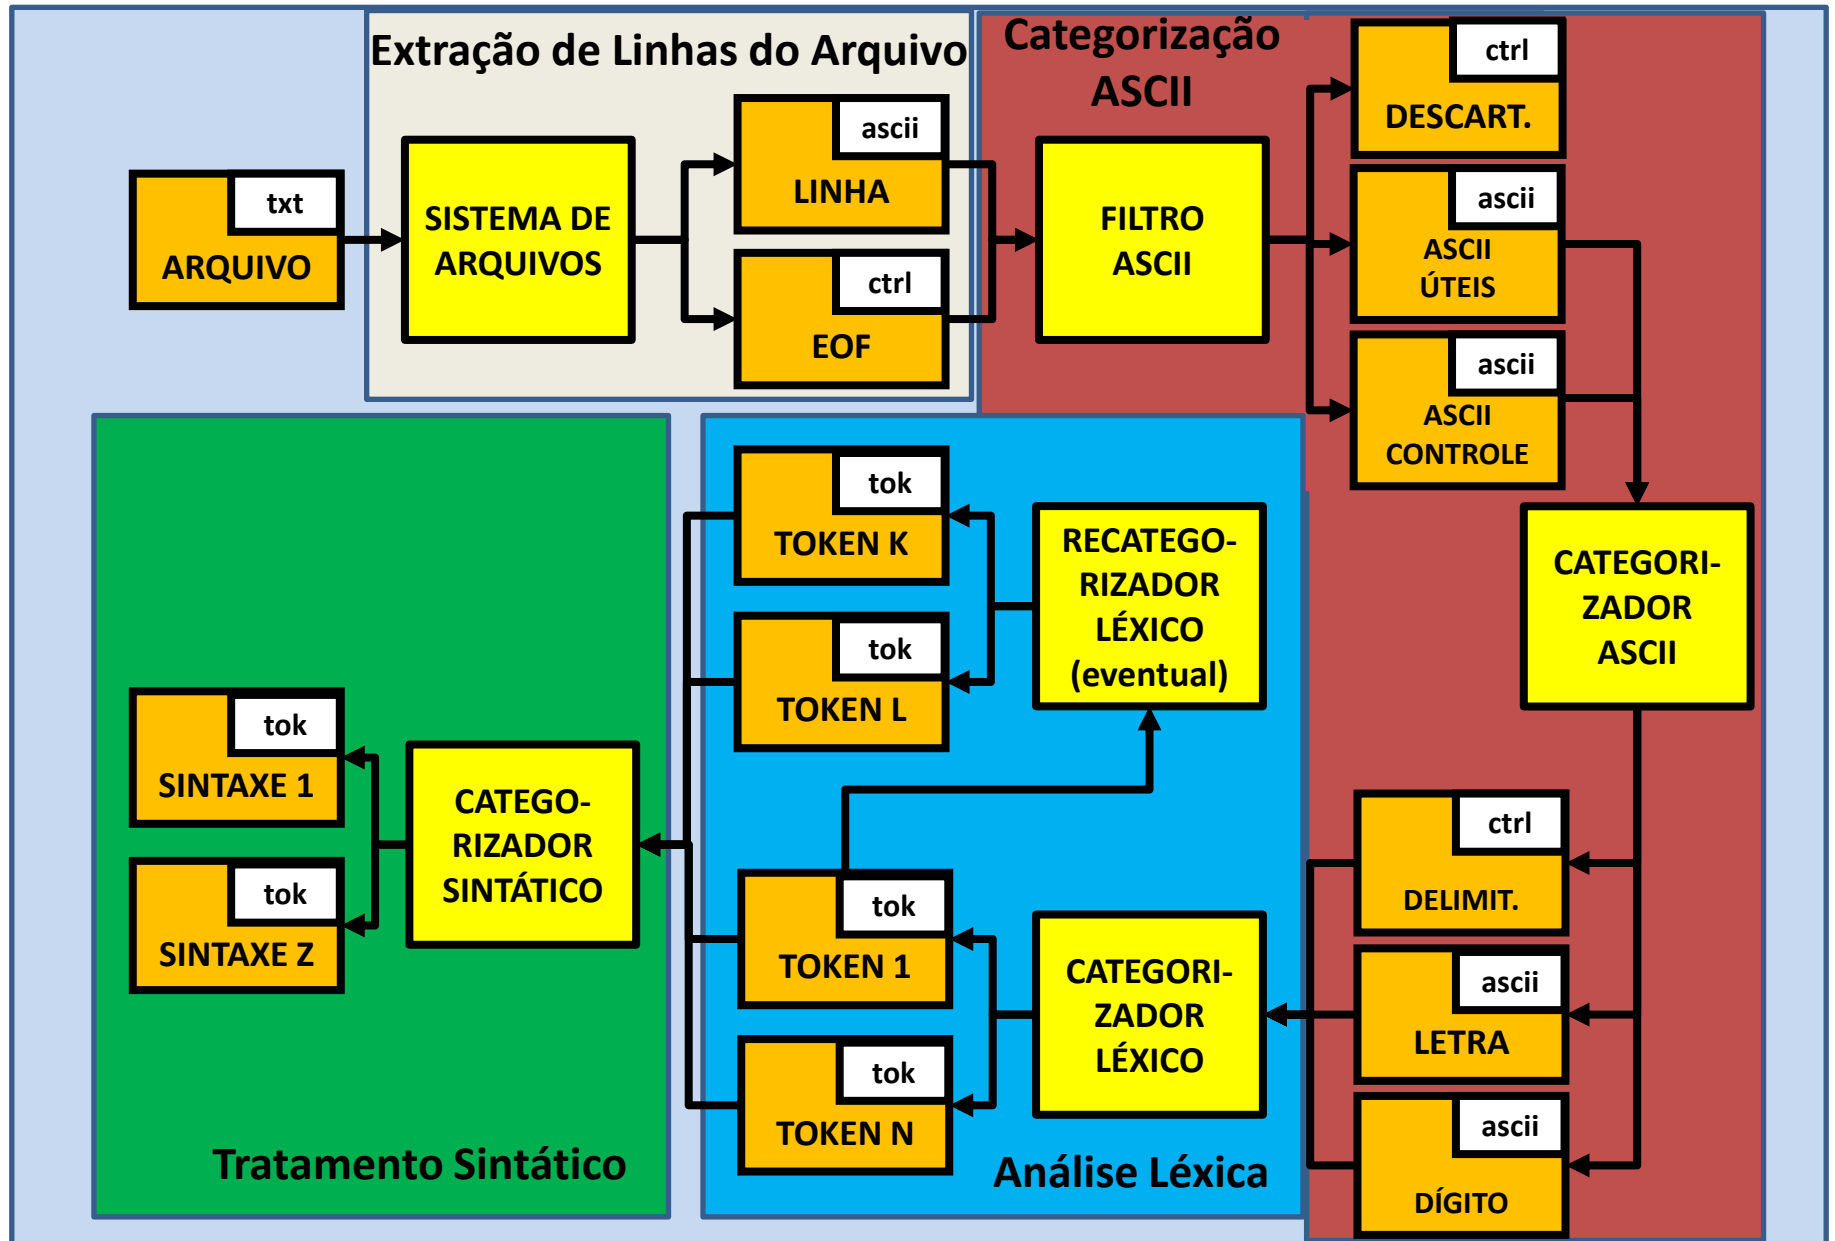 Extração de Linhas do Arquivo
Categorização
ASCII
txt
ARQUIVO
SISTEMA DE
ARQUIVOS
ascii
LINHA
ctrl
EOF
FILTRO
ASCII
ctrl
DESCART.
ascii
ASCII
ÚTEIS
ascii
ASCII
CONTROLE
CATEGORI-
ZADOR
ASCII
ctrl
DELIMIT.
ascii
LETRA
ascii
DÍGITO
tok
TOKEN K
tok
TOKEN L
RECATEGO-
RIZADOR
LÉXICO
(eventual)
tok
TOKEN 1
tok
TOKEN N
CATEGORI-
ZADOR
LÉXICO
Análise Léxica
tok
SINTAXE 1
tok
SINTAXE Z
CATEGO-
RIZADOR
SINTÁTICO
Tratamento Sintático